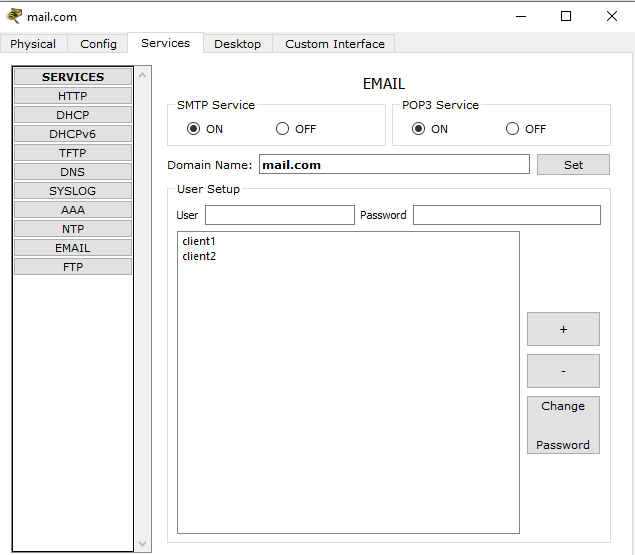 mail.com
Physical Config Services Desktop Custom Interface
SERVICES
HTTP
DHCP
DHCPv6
TFTP
DNS
SYSLOG
AAA
NTP
EMAIL
FTP
EMAIL
SMTP Service
ON OFF
POP3 Service
ON OFF
Domain Name: mail.com Set
User Setup
User Password
client1
client2
+
-
Change
Password